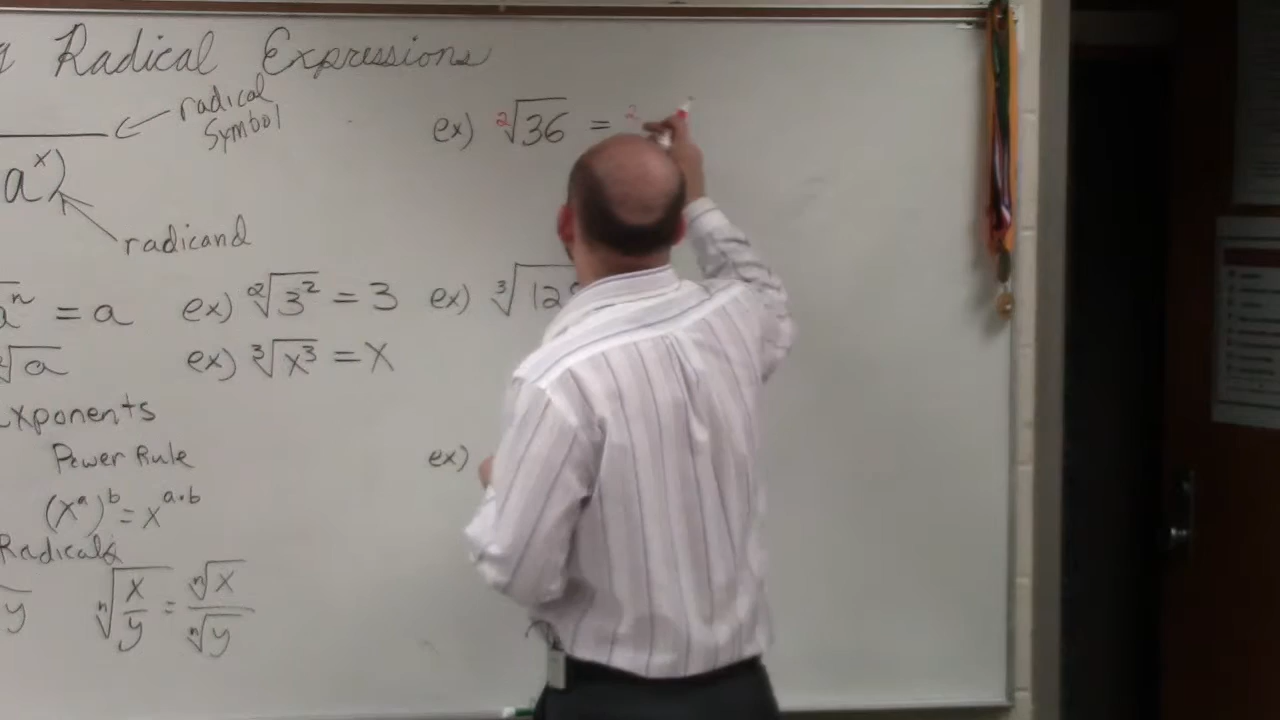 Radical Expressions
radical
symbol
a^x)
radicand
ex) ²√36 = ²
a^n = a
ex) ²√3² = 3
ex) ³√12
√a
ex) ³√x³ = x
xponents
Power Rule
ex)
(x^a)^b = x^{a·b}
Radicals
y
ⁿ√(x/y) = ⁿ√x / ⁿ√y